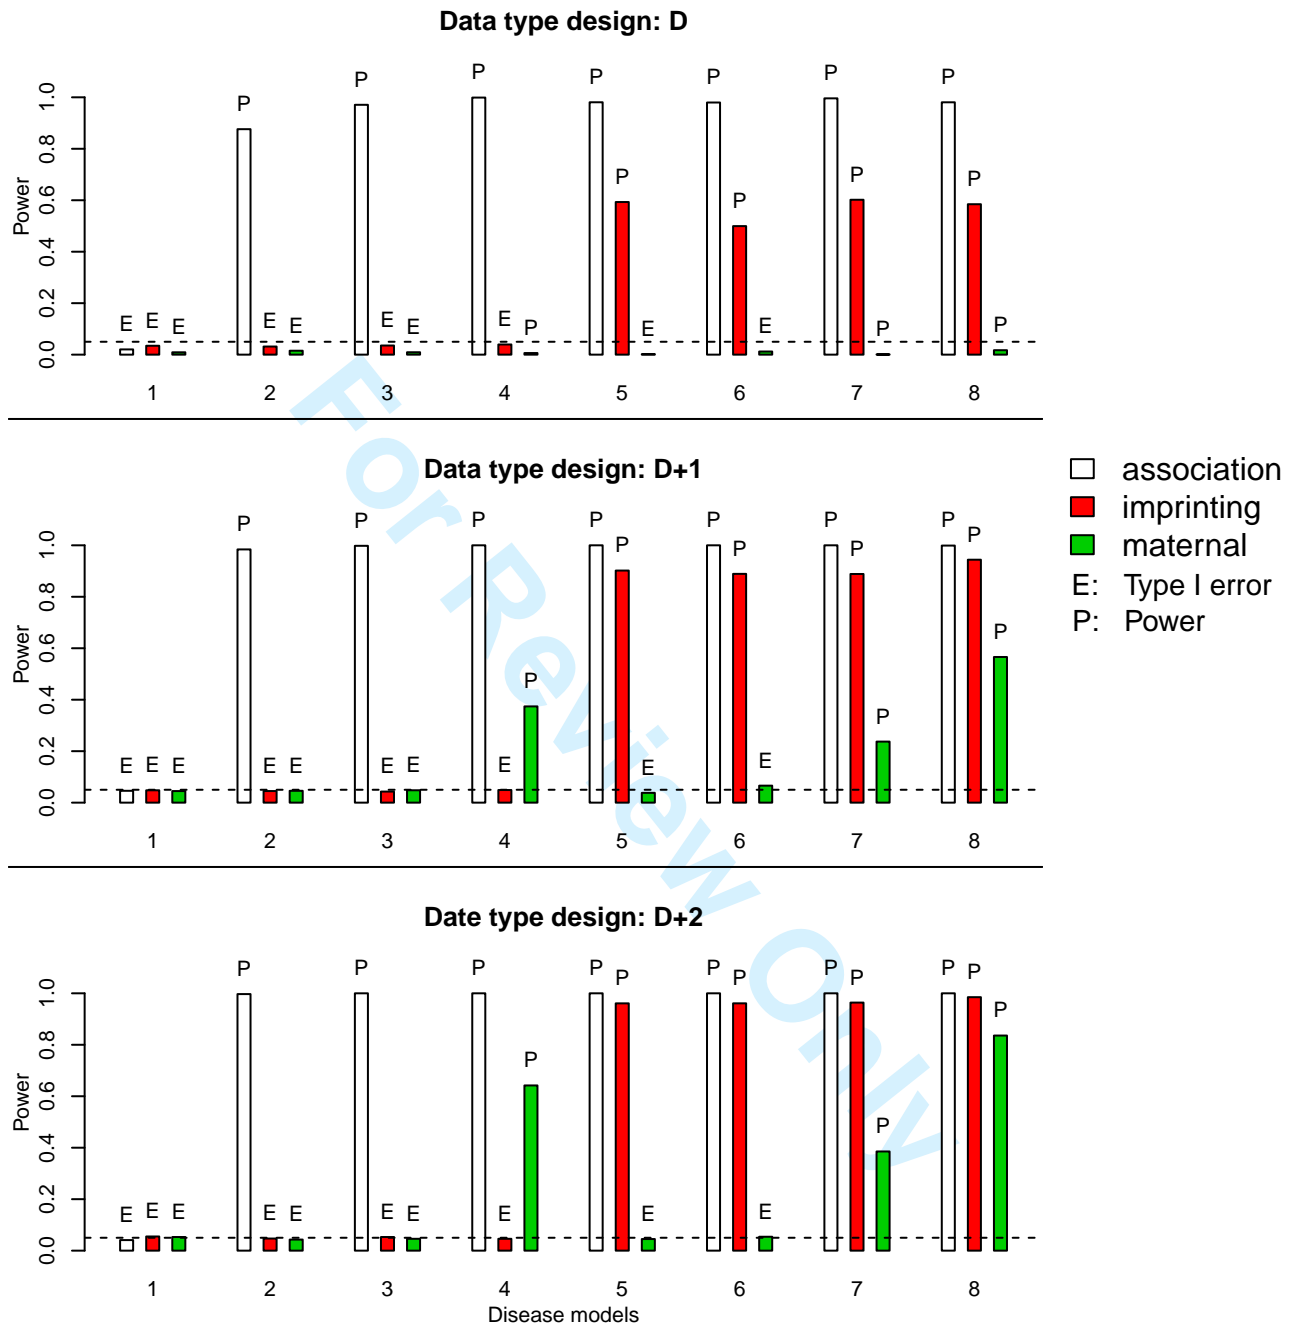 Data type design: D
P P P P P P P
P P P P
E E E E E E E E P E E P P
Power
0.0 0.2 0.4 0.6 0.8 1.0
1 2 3 4 5 6 7 8
Data type design: D+1
P P P P P P P
P P P P
P P P
E E E E E E E E E E
Power
0.0 0.2 0.4 0.6 0.8 1.0
1 2 3 4 5 6 7 8
association
imprinting
maternal
E: Type I error
P: Power
Date type design: D+2
P P P P P P P
P P P P
P P P
E E E E E E E E E E
Power
0.0 0.2 0.4 0.6 0.8 1.0
1 2 3 4 5 6 7 8
Disease models
For Review Only